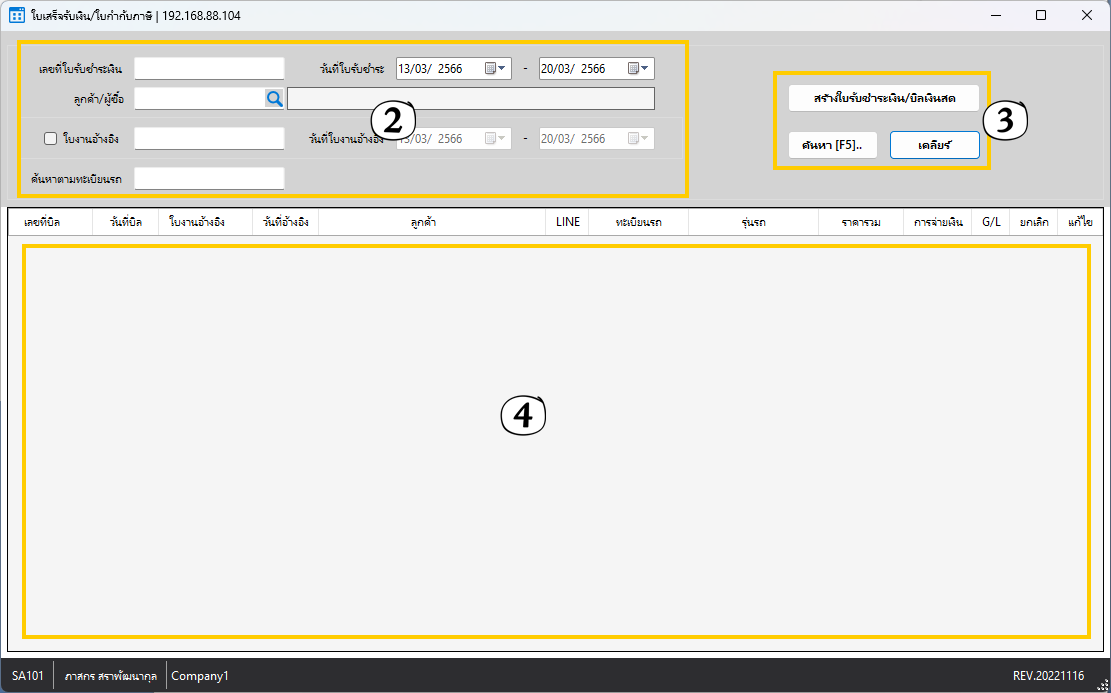 ใบเสร็จรับเงิน/ใบกำกับภาษี | 192.168.88.104
เลขที่ใบรับชำระเงิน วันที่ใบรับชำระ 13/03/ 2566 - 20/03/ 2566
ลูกค้า/ผู้ซื้อ
2
ใบงานอ้างอิง วันที่ใบงานอ้างอิง 13/03/ 2566 - 20/03/ 2566
ค้นหาตามทะเบียนรถ
สร้างใบรับชำระเงิน/บิลเงินสด
3
ค้นหา [F5].. เคลียร์
เลขที่บิล วันที่บิล ใบงานอ้างอิง วันที่อ้างอิง ลูกค้า LINE ทะเบียนรถ รุ่นรถ ราคารวม การจ่ายเงิน G/L ยกเลิก แก้ไข
4
SA101 ภาสกร สราพัฒนากุล Company1 REV.20221116